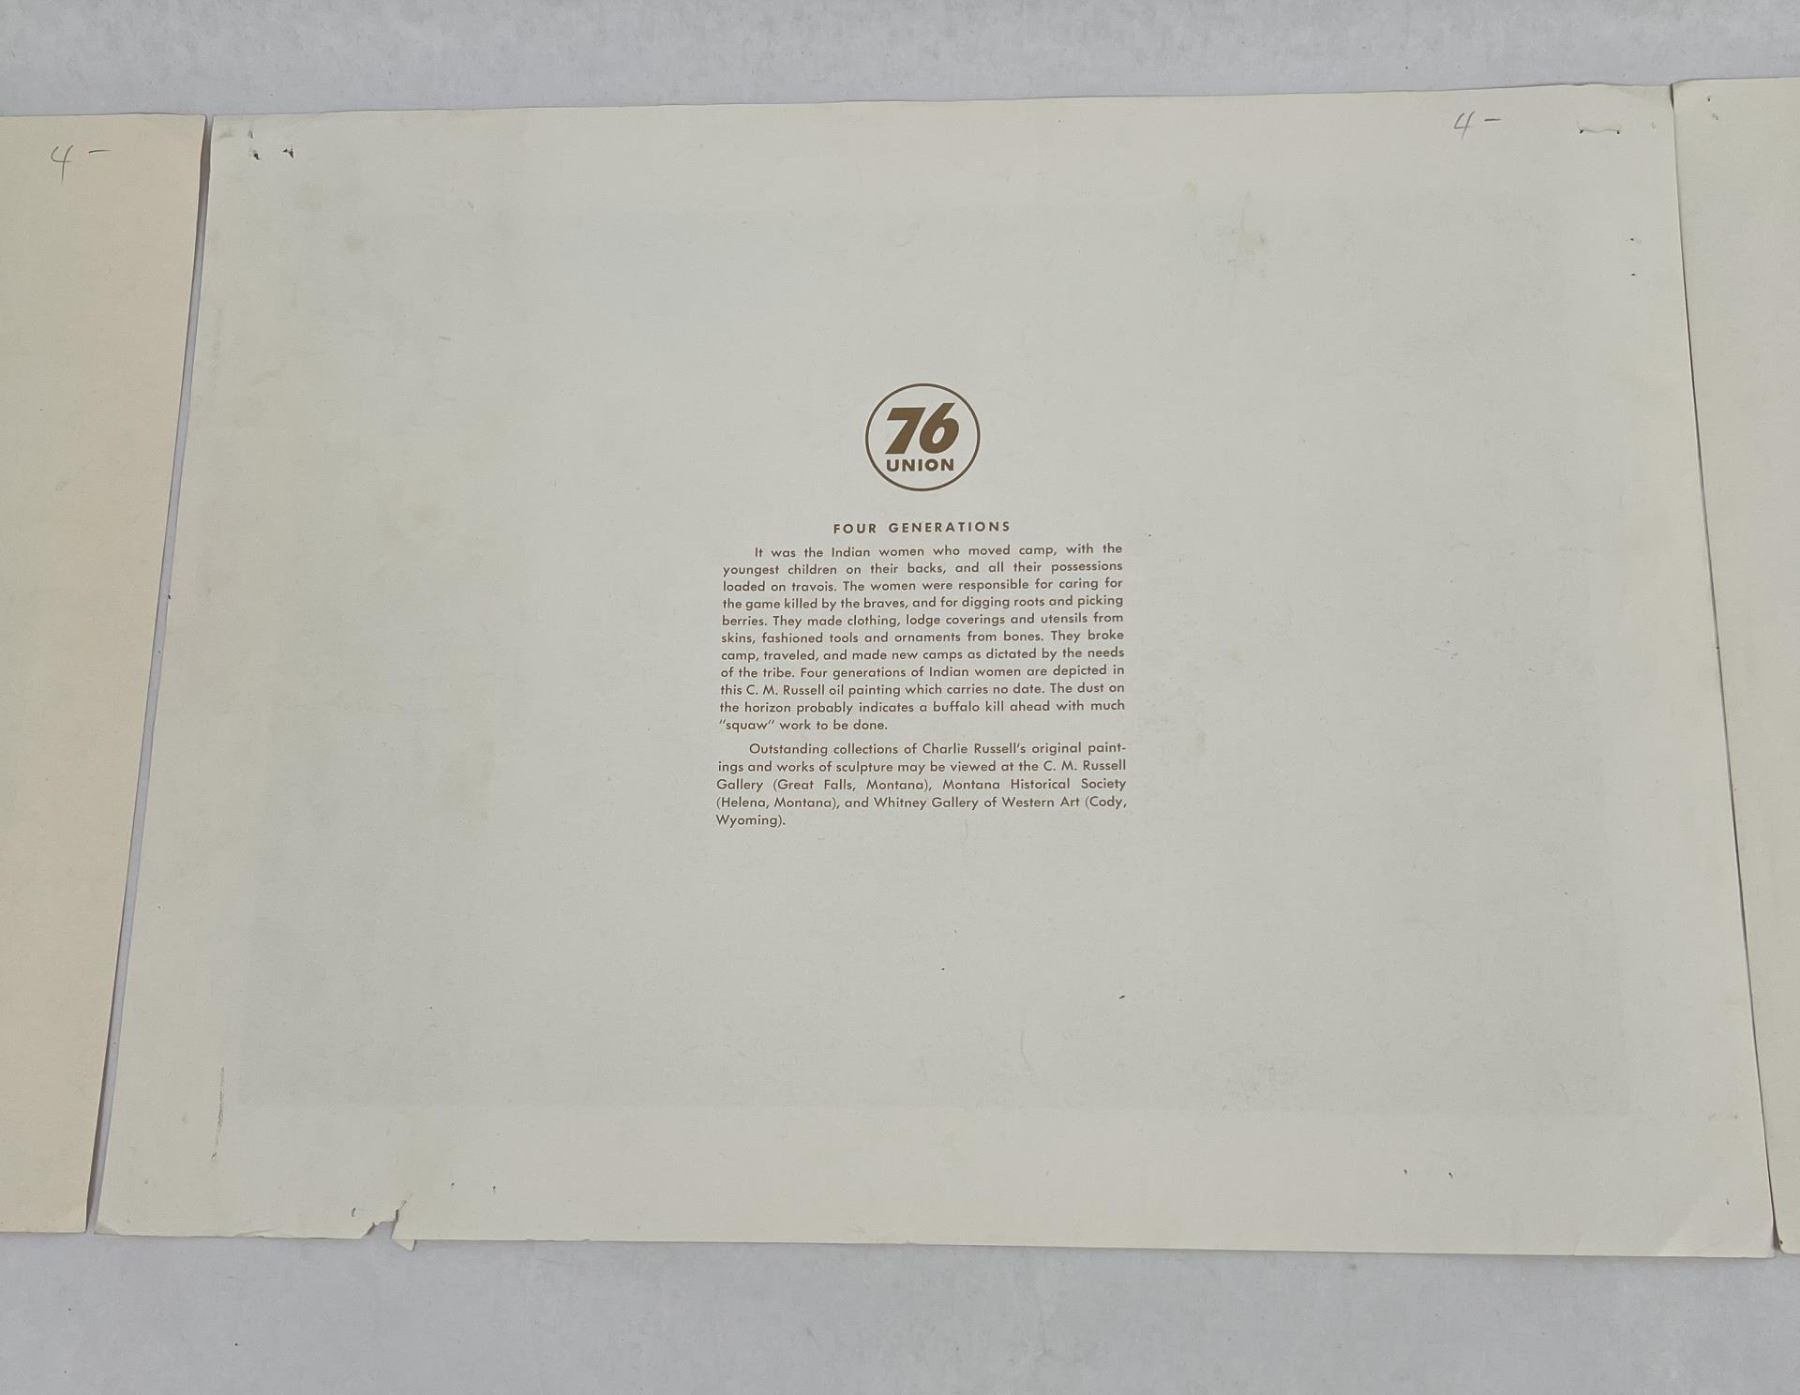 4-
4-
76
UNION
FOUR GENERATIONS
It was the Indian women who moved camp, with the
youngest children on their backs, and all their possessions
loaded on travois. The women were responsible for caring for
the game killed by the braves, and for digging roots and picking
berries. They made clothing, lodge coverings and utensils from
skins, fashioned tools and ornaments from bones. They broke
camp, traveled, and made new camps as dictated by the needs
of the tribe. Four generations of Indian women are depicted in
this C. M. Russell oil painting which carries no date. The dust on
the horizon probably indicates a buffalo kill ahead with much
"squaw" work to be done.
Outstanding collections of Charlie Russell's original paint-
ings and works of sculpture may be viewed at the C. M. Russell
Gallery (Great Falls, Montana), Montana Historical Society
(Helena, Montana), and Whitney Gallery of Western Art (Cody,
Wyoming).